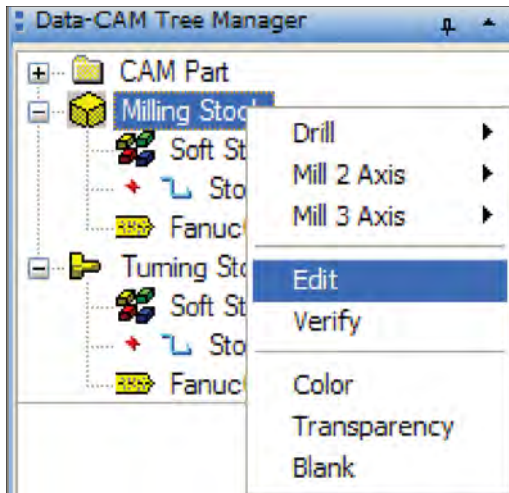 Data-CAM Tree Manager
CAM Part
Milling Stock
Soft St
Sto
Fanuc
Turning Sto
Soft St
Sto
Fanuc
Drill
Mill 2 Axis
Mill 3 Axis
Edit
Verify
Color
Transparency
Blank